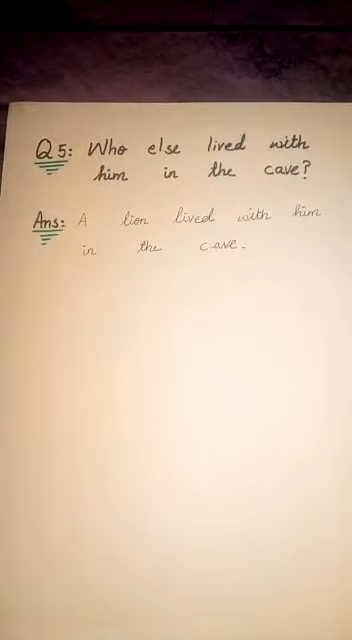 Q5: Who else lived with
him in the cave?
Ans: A lion lived with him
in the cave.